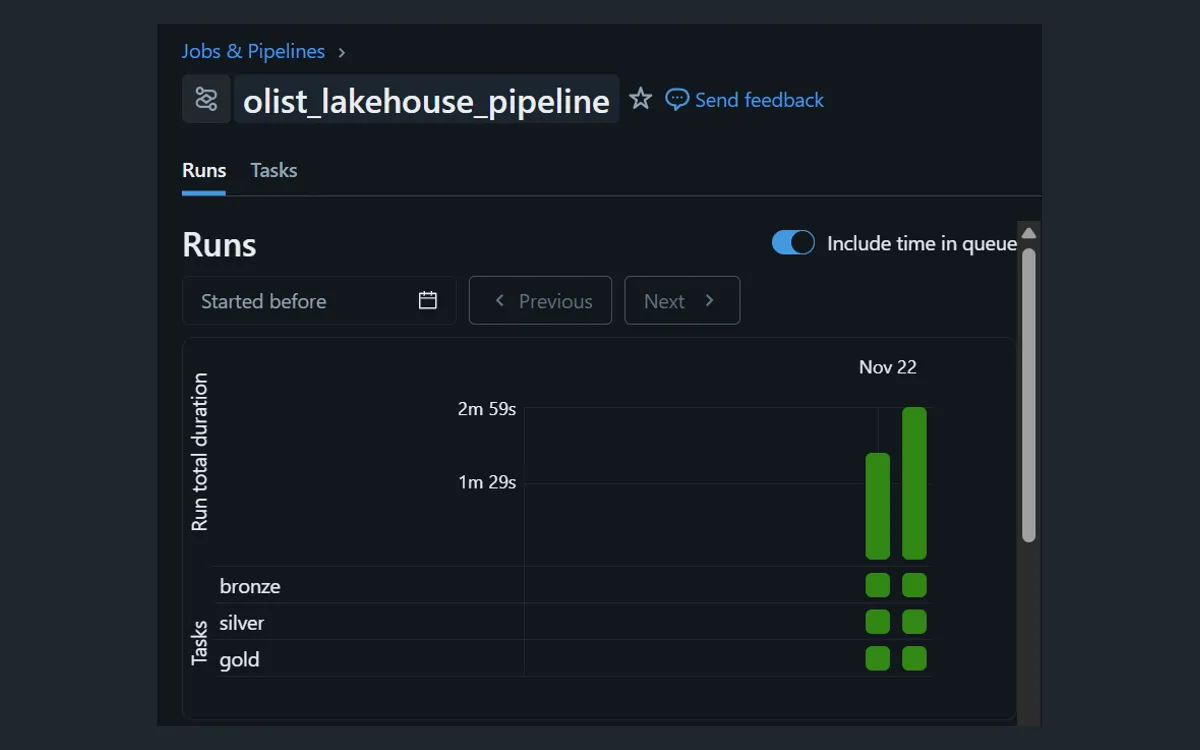 Jobs & Pipelines ›
olist_lakehouse_pipeline Send feedback
Runs Tasks
Runs
Include time in queue
Started before Previous Next
Nov 22
Run total duration
2m 59s
1m 29s
Tasks
bronze
silver
gold